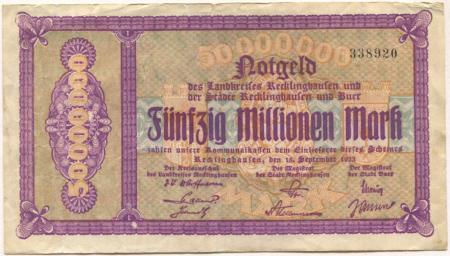 50 000 000
338920
Notgeld
des Landkreises Recklinghausen und
der Städte Recklinghausen und Buer
Fünfzig Millionen Mark
zahlen unsere Kommunalkassen dem Einlieferer dieses Scheines
Recklinghausen, den 15. September 1923
Der Kreisausschuß des Landkreises Recklinghausen
Der Magistrat der Stadt Recklinghausen
Der Magistrat der Stadt Buer
50 000 000